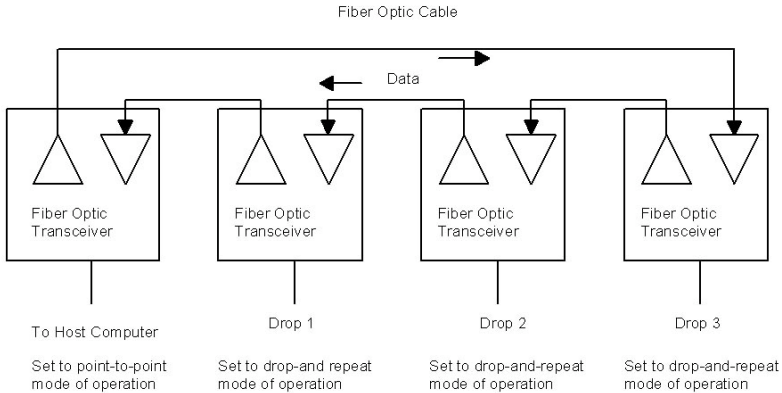 Fiber Optic Cable
Data
Fiber Optic
Transceiver
Fiber Optic
Transceiver
Fiber Optic
Transceiver
Fiber Optic
Transceiver
To Host Computer
Drop 1
Drop 2
Drop 3
Set to point-to-point
mode of operation
Set to drop-and repeat
mode of operation
Set to drop-and-repeat
mode of operation
Set to drop-and-repeat
mode of operation